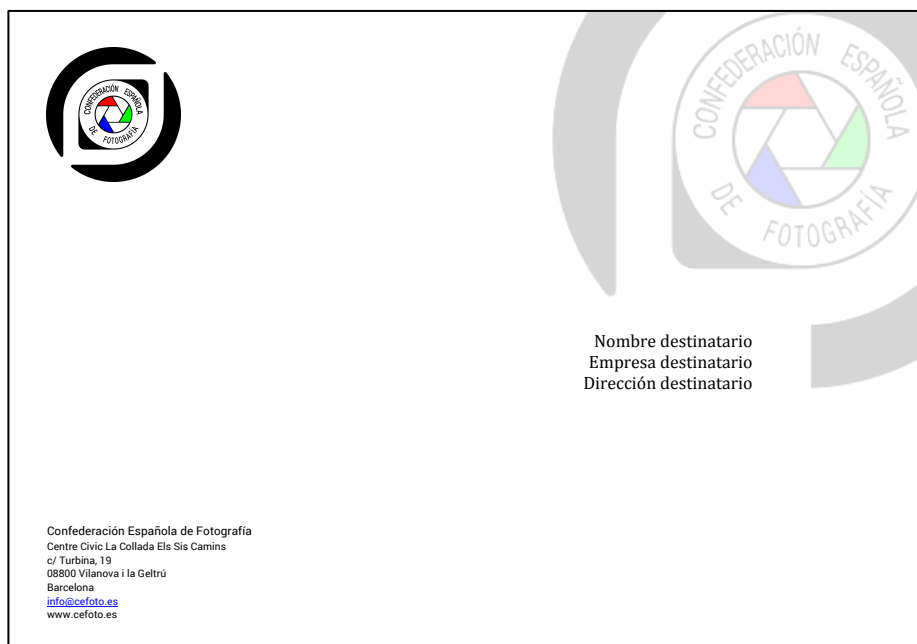 CONFEDERACIÓN ESPAÑOLA
DE FOTOGRAFÍA
CONFEDERACIÓN ESPAÑOLA
DE FOTOGRAFÍA
Nombre destinatario
Empresa destinatario
Dirección destinatario
Confederación Española de Fotografía
Centre Civic La Collada Els Sis Camins
c/ Turbina, 19
08800 Vilanova i la Geltrú
Barcelona
info@cefoto.es
www.cefoto.es